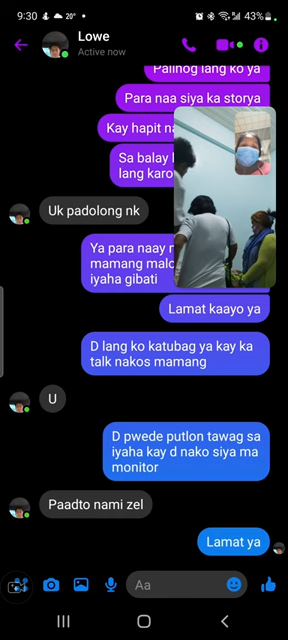 9:30 20° 43%
Lowe
Active now
Palihog lang ko ya
Para naa siya ka storya
Kay hapit
Sa balay
lang karo
Uk padolong nk
Ya para naay
mamang
iyaha gibati
Lamat kaayo ya
D lang ko katubag ya kay ka
talk nakos mamang
U
D pwede putlon tawag sa
iyaha kay d nako siya ma
monitor
Paadto nami zel
Lamat ya
Aa